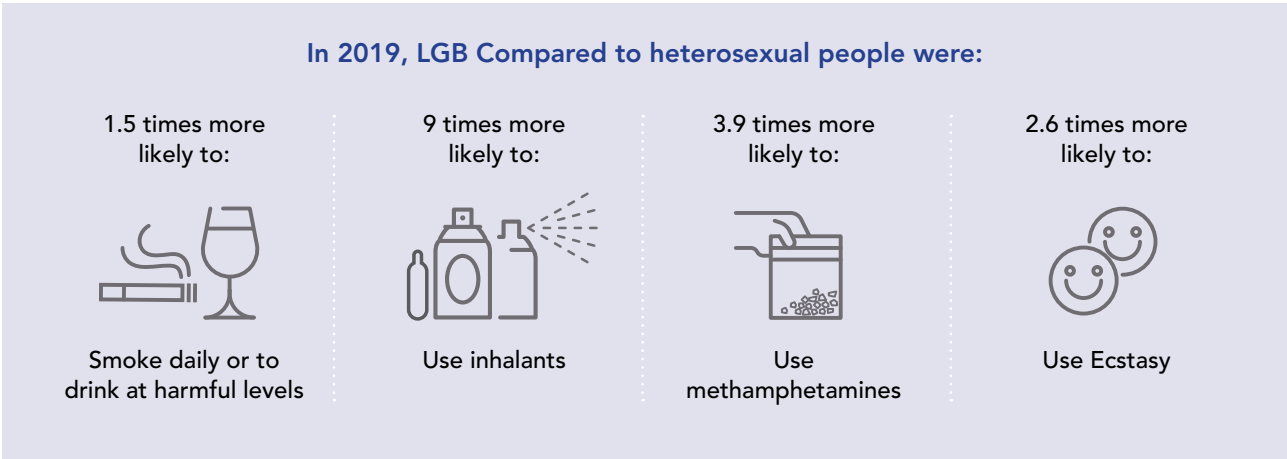 In 2019, LGB Compared to heterosexual people were:
1.5 times more
likely to:
Smoke daily or to
drink at harmful levels
9 times more
likely to:
Use inhalants
3.9 times more
likely to:
Use
methamphetamines
2.6 times more
likely to:
Use Ecstasy